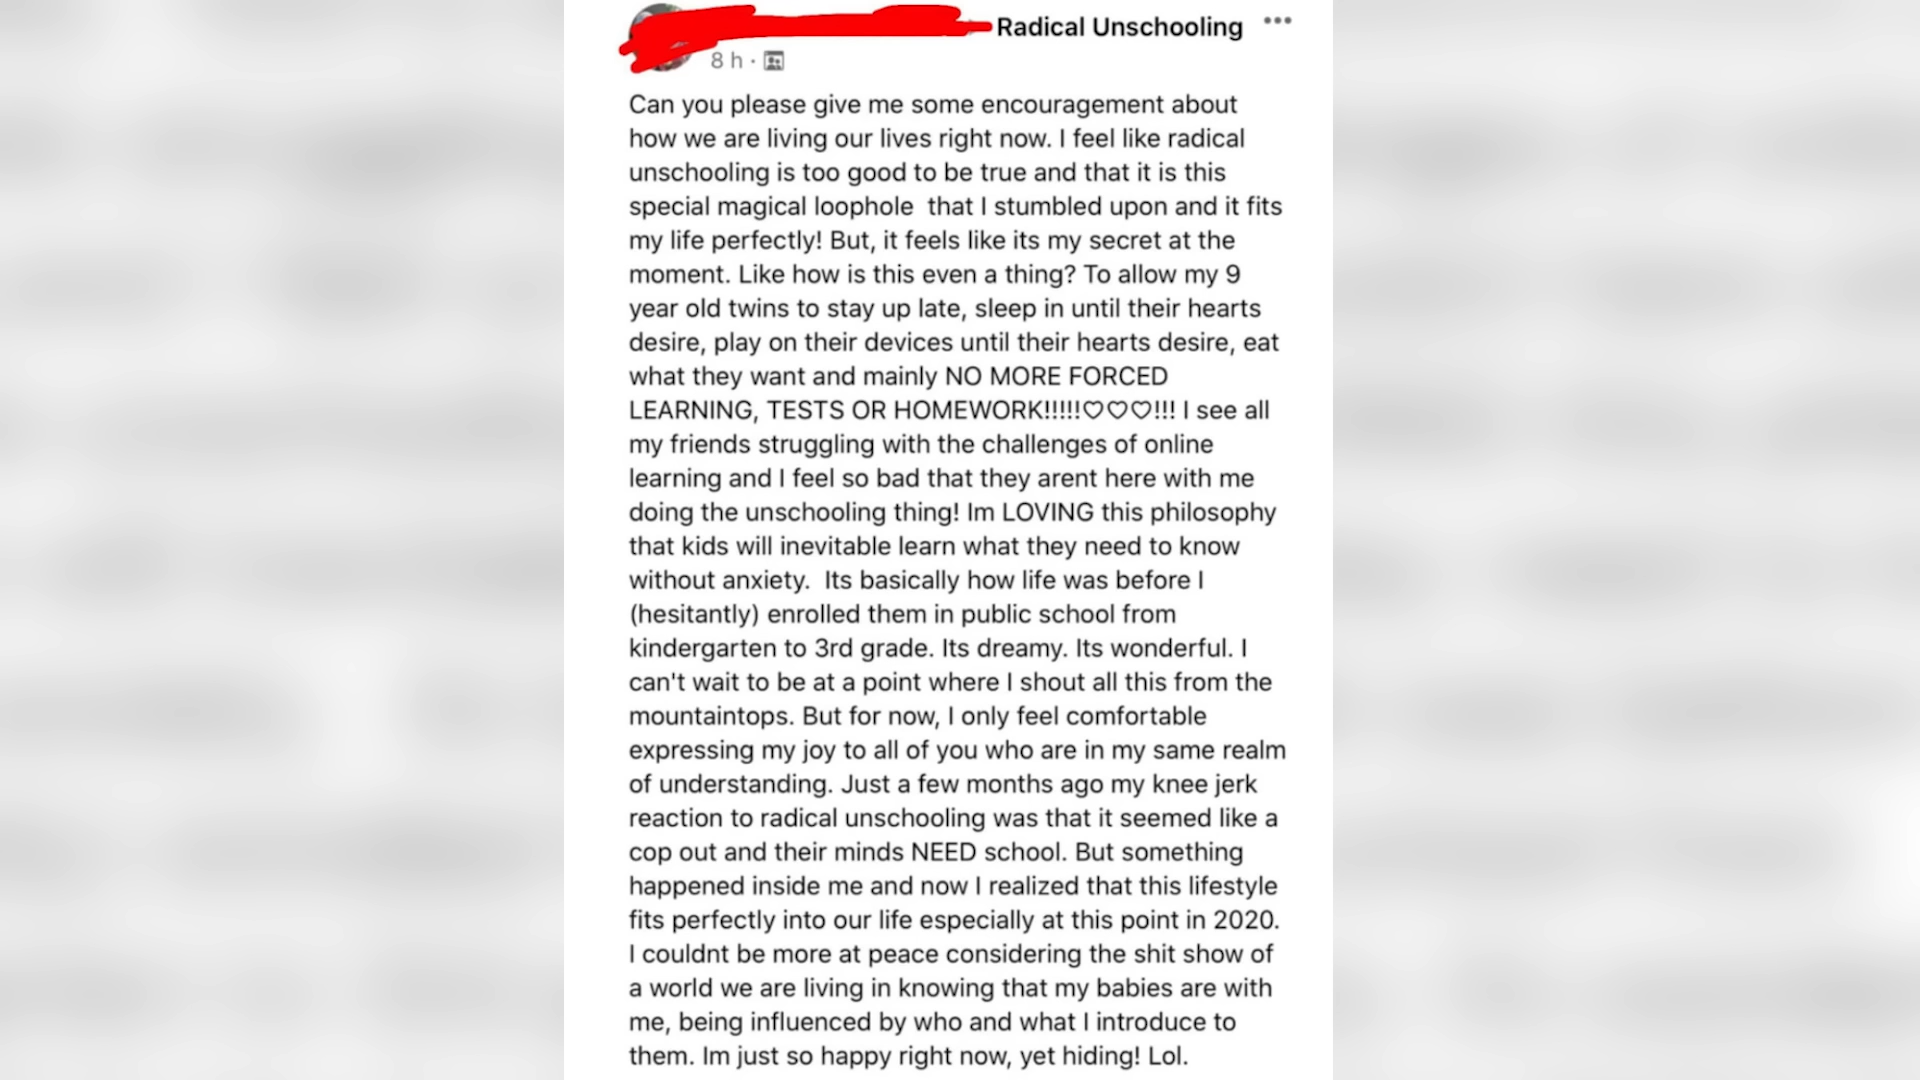 Radical Unschooling •••
8 h ·
Can you please give me some encouragement about
how we are living our lives right now. I feel like radical
unschooling is too good to be true and that it is this
special magical loophole  that I stumbled upon and it fits
my life perfectly! But, it feels like its my secret at the
moment. Like how is this even a thing? To allow my 9
year old twins to stay up late, sleep in until their hearts
desire, play on their devices until their hearts desire, eat
what they want and mainly NO MORE FORCED
LEARNING, TESTS OR HOMEWORK!!!!!♡♡♡!!! I see all
my friends struggling with the challenges of online
learning and I feel so bad that they arent here with me
doing the unschooling thing! Im LOVING this philosophy
that kids will inevitable learn what they need to know
without anxiety.  Its basically how life was before I
(hesitantly) enrolled them in public school from
kindergarten to 3rd grade. Its dreamy. Its wonderful. I
can't wait to be at a point where I shout all this from the
mountaintops. But for now, I only feel comfortable
expressing my joy to all of you who are in my same realm
of understanding. Just a few months ago my knee jerk
reaction to radical unschooling was that it seemed like a
cop out and their minds NEED school. But something
happened inside me and now I realized that this lifestyle
fits perfectly into our life especially at this point in 2020.
I couldnt be more at peace considering the shit show of
a world we are living in knowing that my babies are with
me, being influenced by who and what I introduce to
them. Im just so happy right now, yet hiding! Lol.